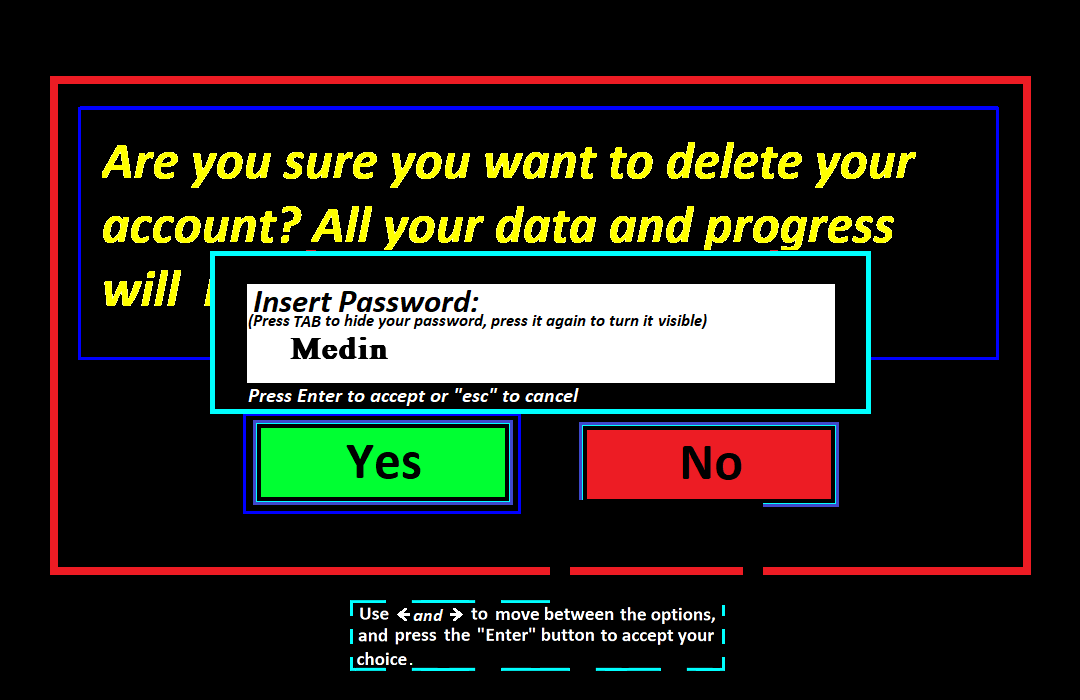 Are you sure you want to delete your
account? All your data and progress
will
Insert Password:
(Press TAB to hide your password, press it again to turn it visible)
Medin
Press Enter to accept or "esc" to cancel
Yes No
Use ← and → to move between the options,
and press the "Enter" button to accept your
choice.